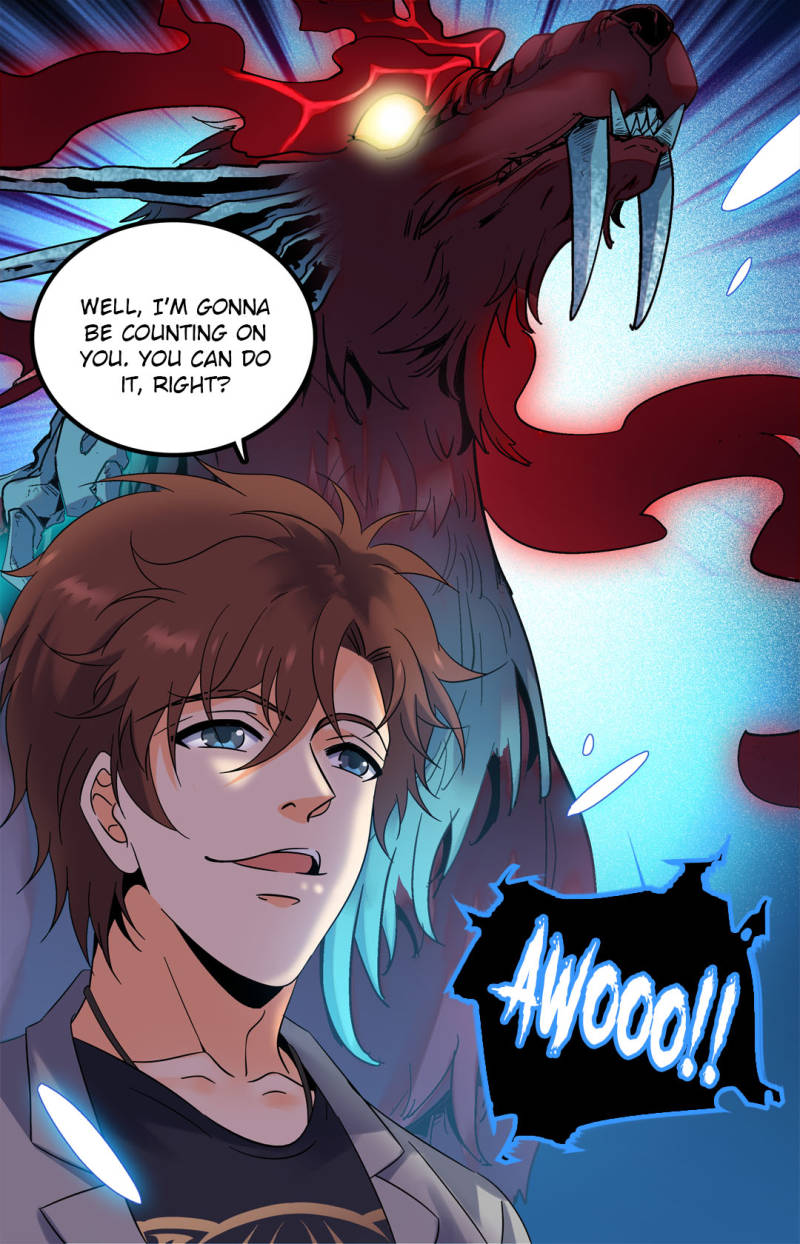 WELL, I'M GONNA
BE COUNTING ON
YOU. YOU CAN DO
IT, RIGHT?
AWOOO!!